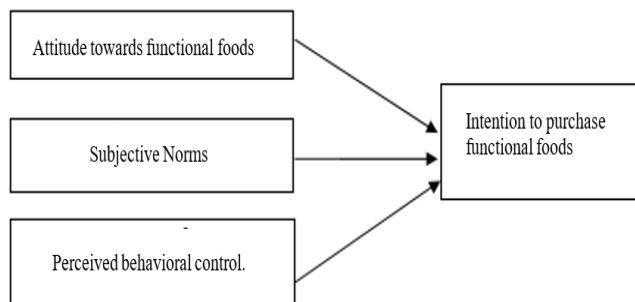 Attitude towards functional foods
Intention to purchase
functional foods
Subjective Norms
-
Perceived behavioral control.